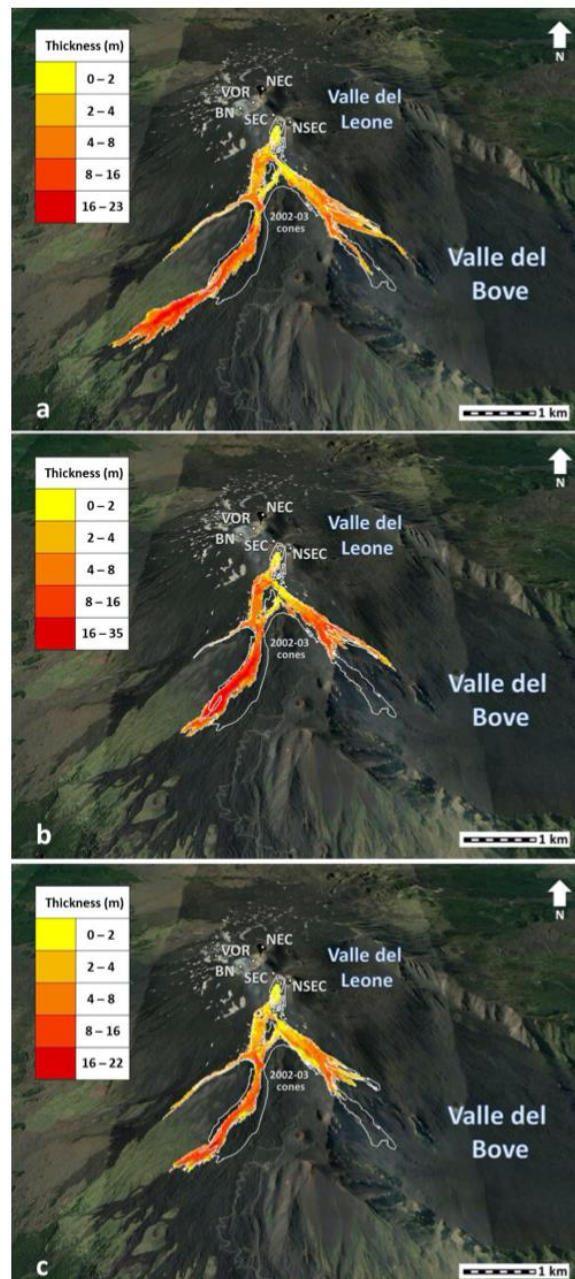 Thickness (m)
0 – 2
2 – 4
4 – 8
8 – 16
16 – 23
N
NEC
VOR
BN
SEC
NSEC
Valle del
Leone
2002-03
cones
Valle del
Bove
1 km
a
Thickness (m)
0 – 2
2 – 4
4 – 8
8 – 16
16 – 35
N
NEC
VOR
BN
SEC
NSEC
Valle del
Leone
2002-03
cones
Valle del
Bove
1 km
b
Thickness (m)
0 – 2
2 – 4
4 – 8
8 – 16
16 – 22
N
NEC
VOR
BN
SEC
NSEC
Valle del
Leone
2002-03
cones
Valle del
Bove
1 km
c